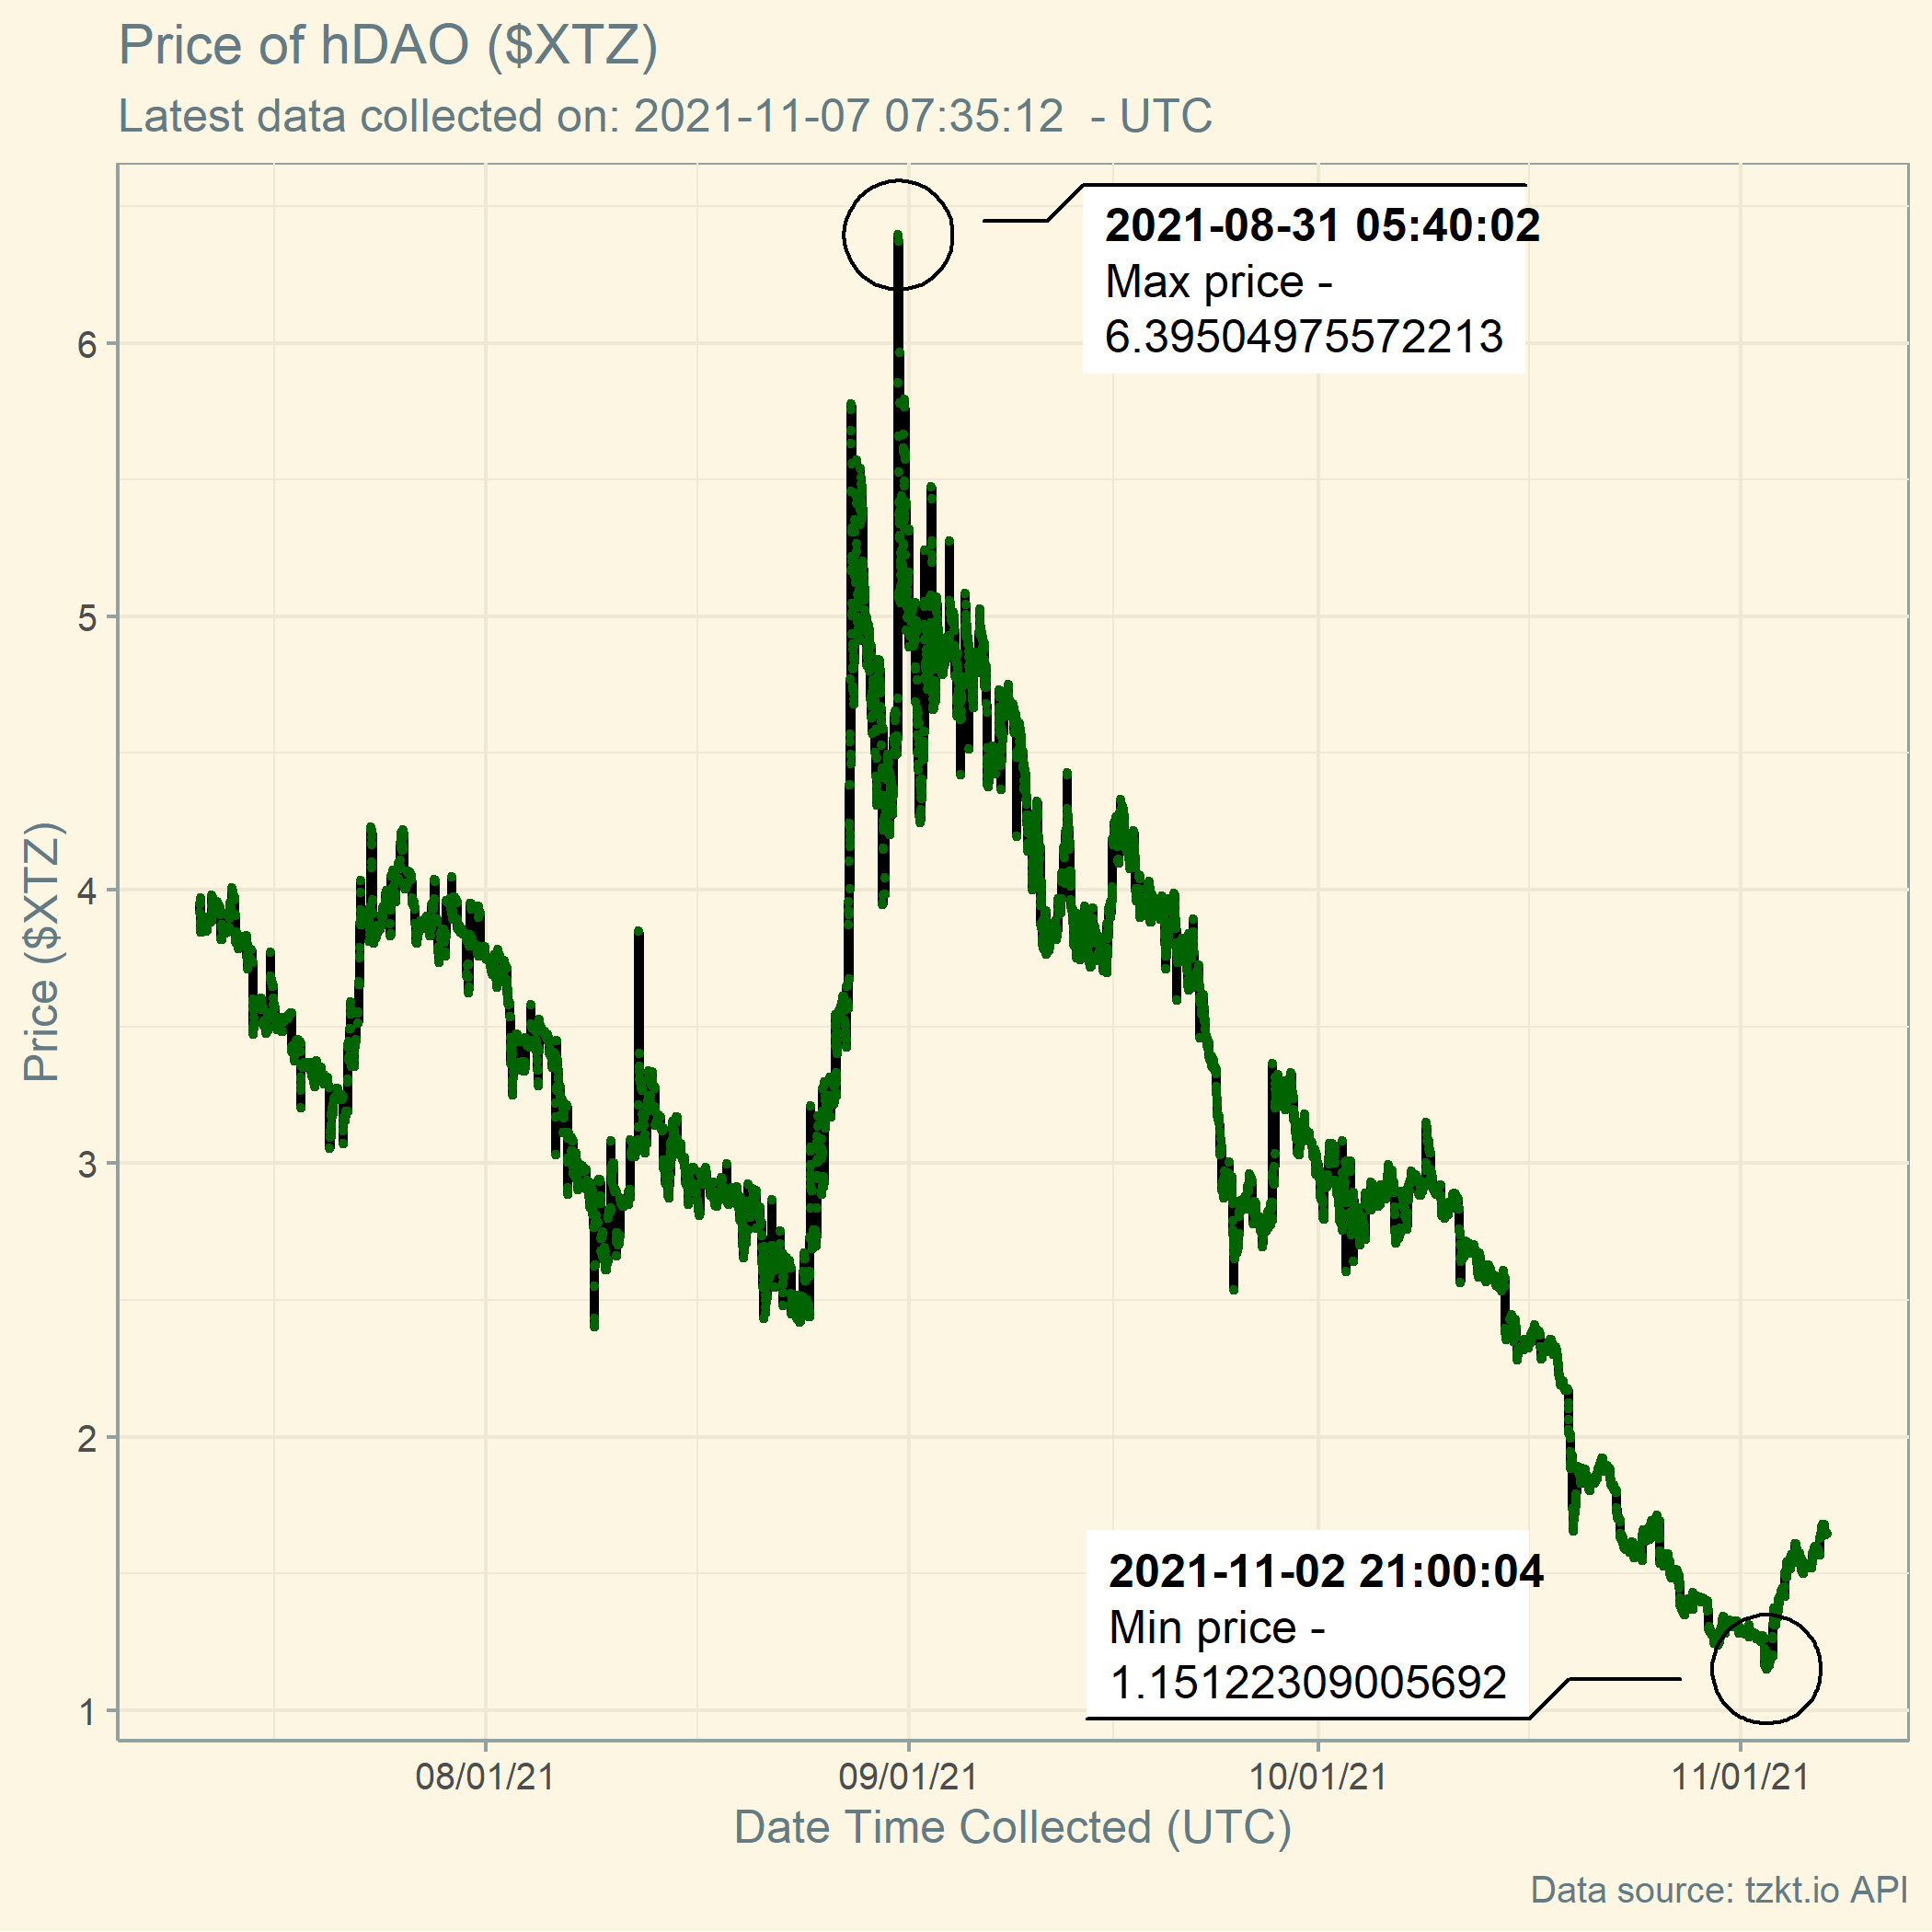 Price of hDAO ($XTZ)
Latest data collected on: 2021-11-07 07:35:12 - UTC
2021-08-31 05:40:02
Max price -
6.39504975572213
6
5
4
3
2
1
Price ($XTZ)
2021-11-02 21:00:04
Min price -
1.15122309005692
08/01/21
09/01/21
10/01/21
11/01/21
Date Time Collected (UTC)
Data source: tzkt.io API